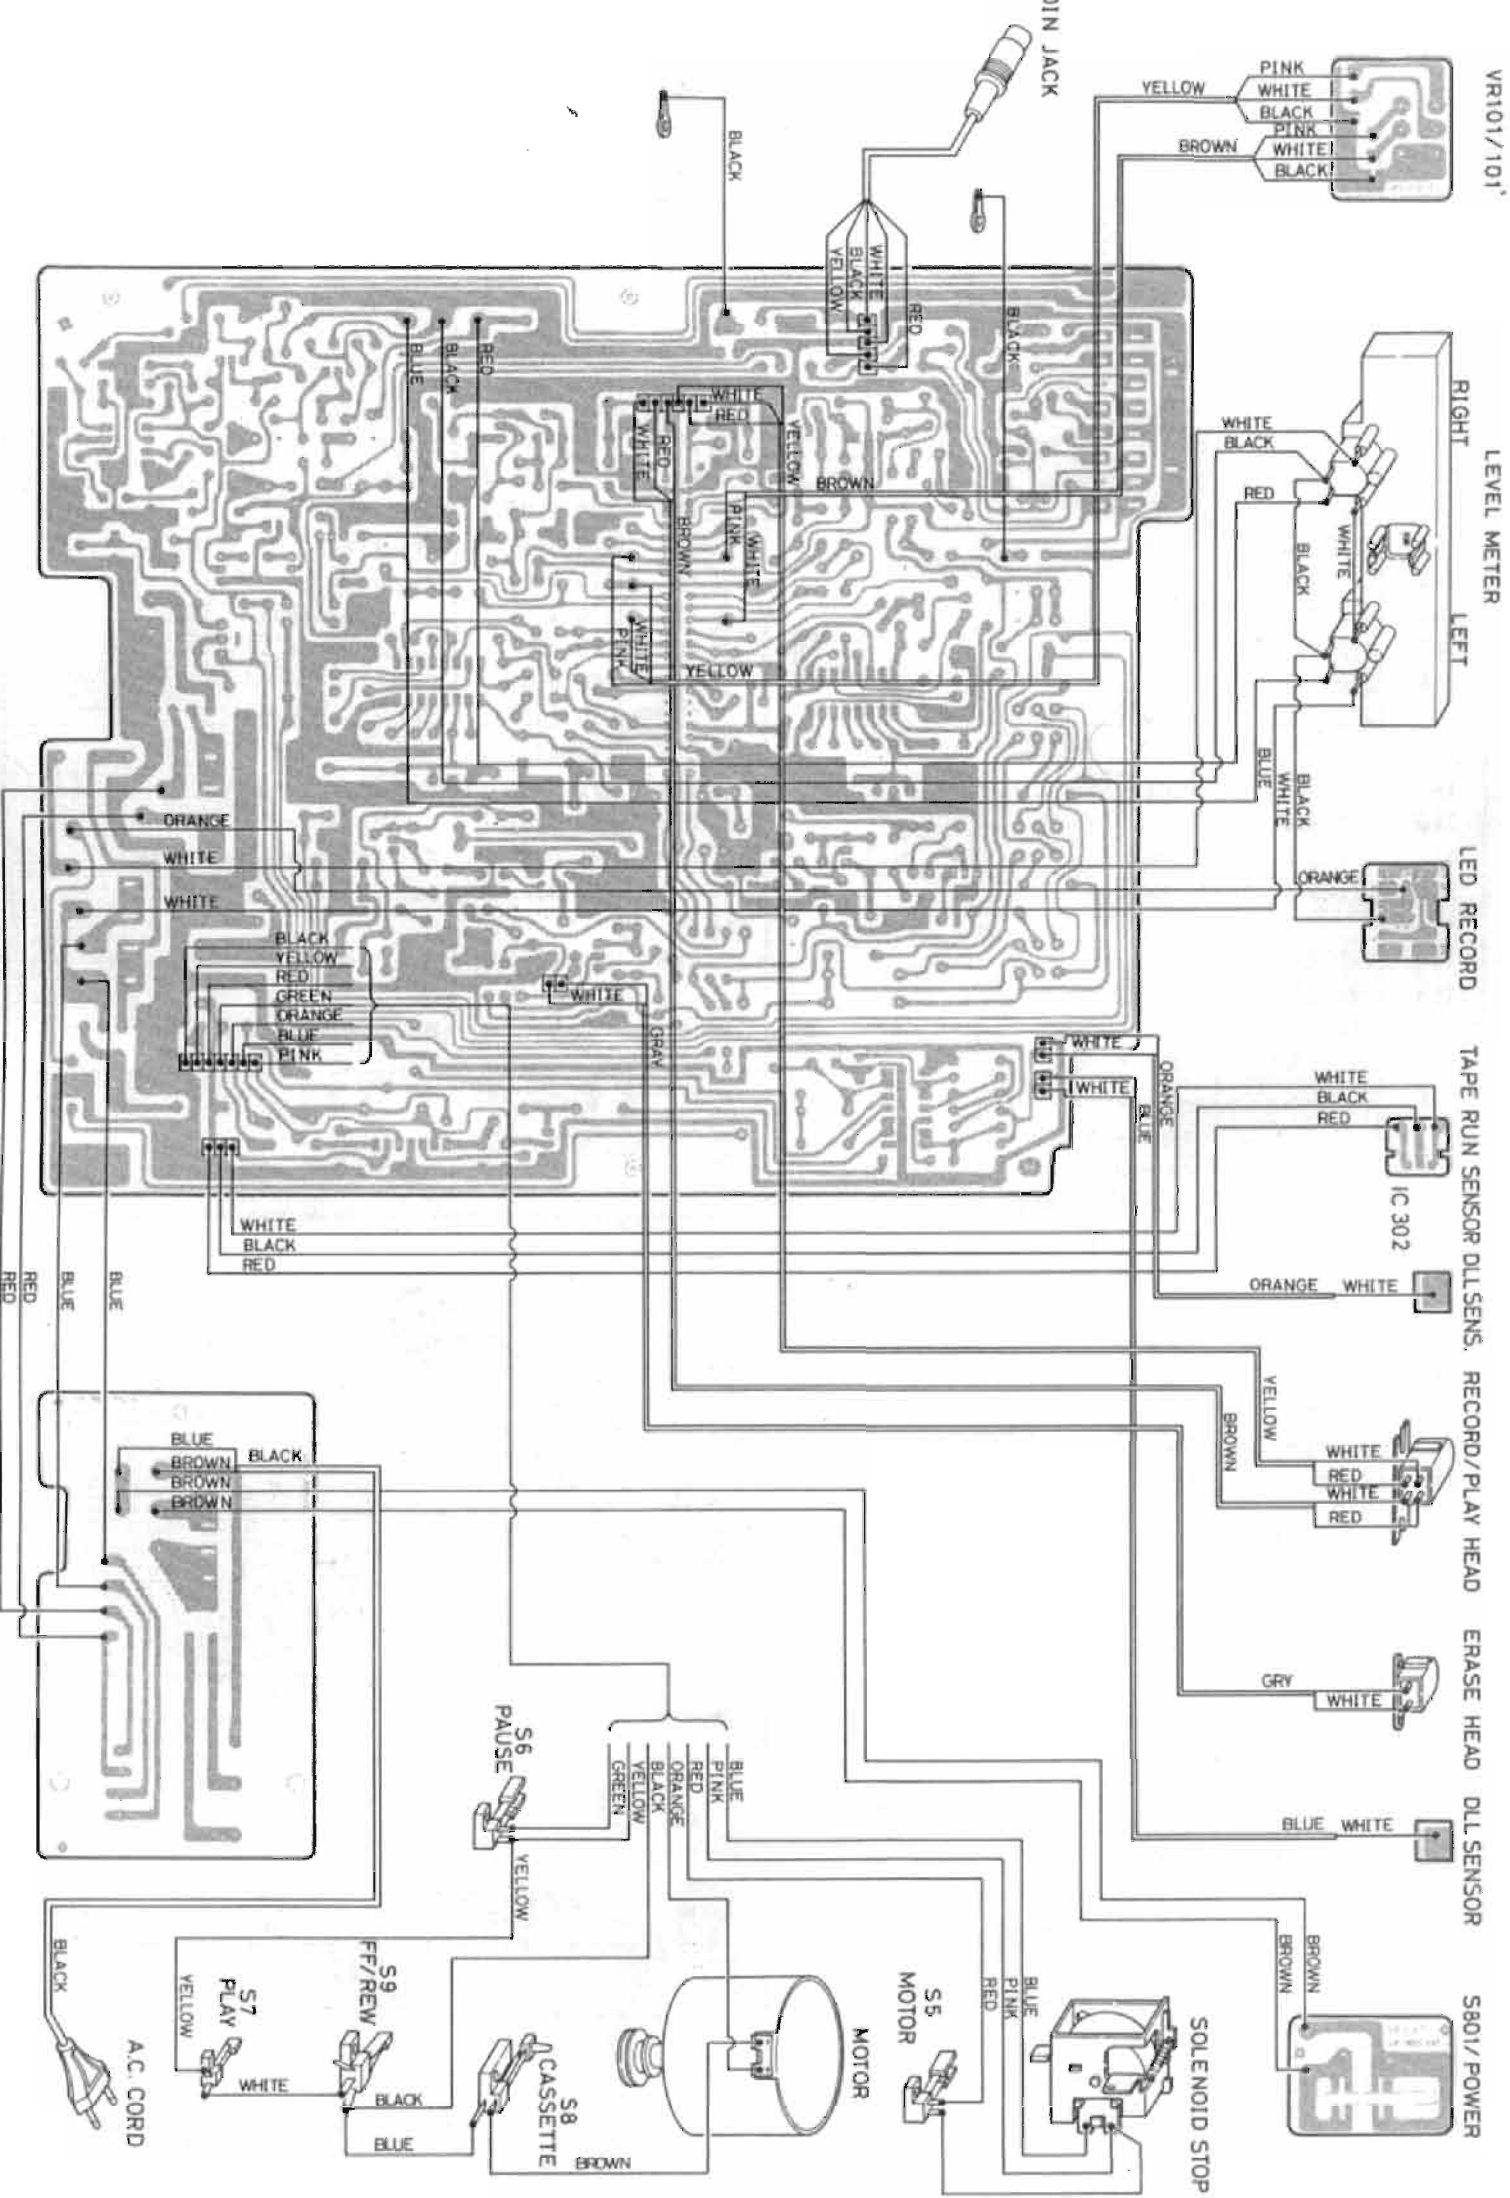 DIN JACK
VR101/101'
PINK
WHITE
BLACK
PINK
WHITE
BLACK
YELLOW
BROWN
BLACK
WHITE
BLACK
YELLOW
RED
BLACK
RIGHT
LEVEL METER
LEFT
WHITE
BLACK
RED
WHITE
BLACK
BLUE
WHITE
BLACK
BLUE
BLACK
RED
WHITE
RED
WHITE
RED
YELLOW
BROWN
BROWN
PINK
WHITE
WHITE
PINK
YELLOW
LED RECORD
ORANGE
ORANGE
WHITE
WHITE
BLACK
YELLOW
RED
GREEN
ORANGE
BLUE
PINK
WHITE
GRAY
WHITE
WHITE
ORANGE
BLUE
TAPE RUN SENSOR
WHITE
BLACK
RED
IC 302
WHITE
BLACK
RED
DLL SENS.
ORANGE
WHITE
RED
RED
BLUE
BLUE
RECORD/PLAY HEAD
YELLOW
BROWN
WHITE
RED
WHITE
RED
BLUE
BLACK
BROWN
BROWN
BROWN
ERASE HEAD
GRY
WHITE
DLL SENSOR
BLUE
WHITE
S6
PAUSE
GREEN
YELLOW
BLACK
ORANGE
RED
PINK
BLUE
YELLOW
BROWN
BROWN
S801/POWER
BLACK
A.C. CORD
YELLOW
S7
PLAY
WHITE
S9
FF/REW
BLACK
BLUE
S8
CASSETTE
BROWN
MOTOR
S5
MOTOR
RED
PINK
BLUE
SOLENOID STOP